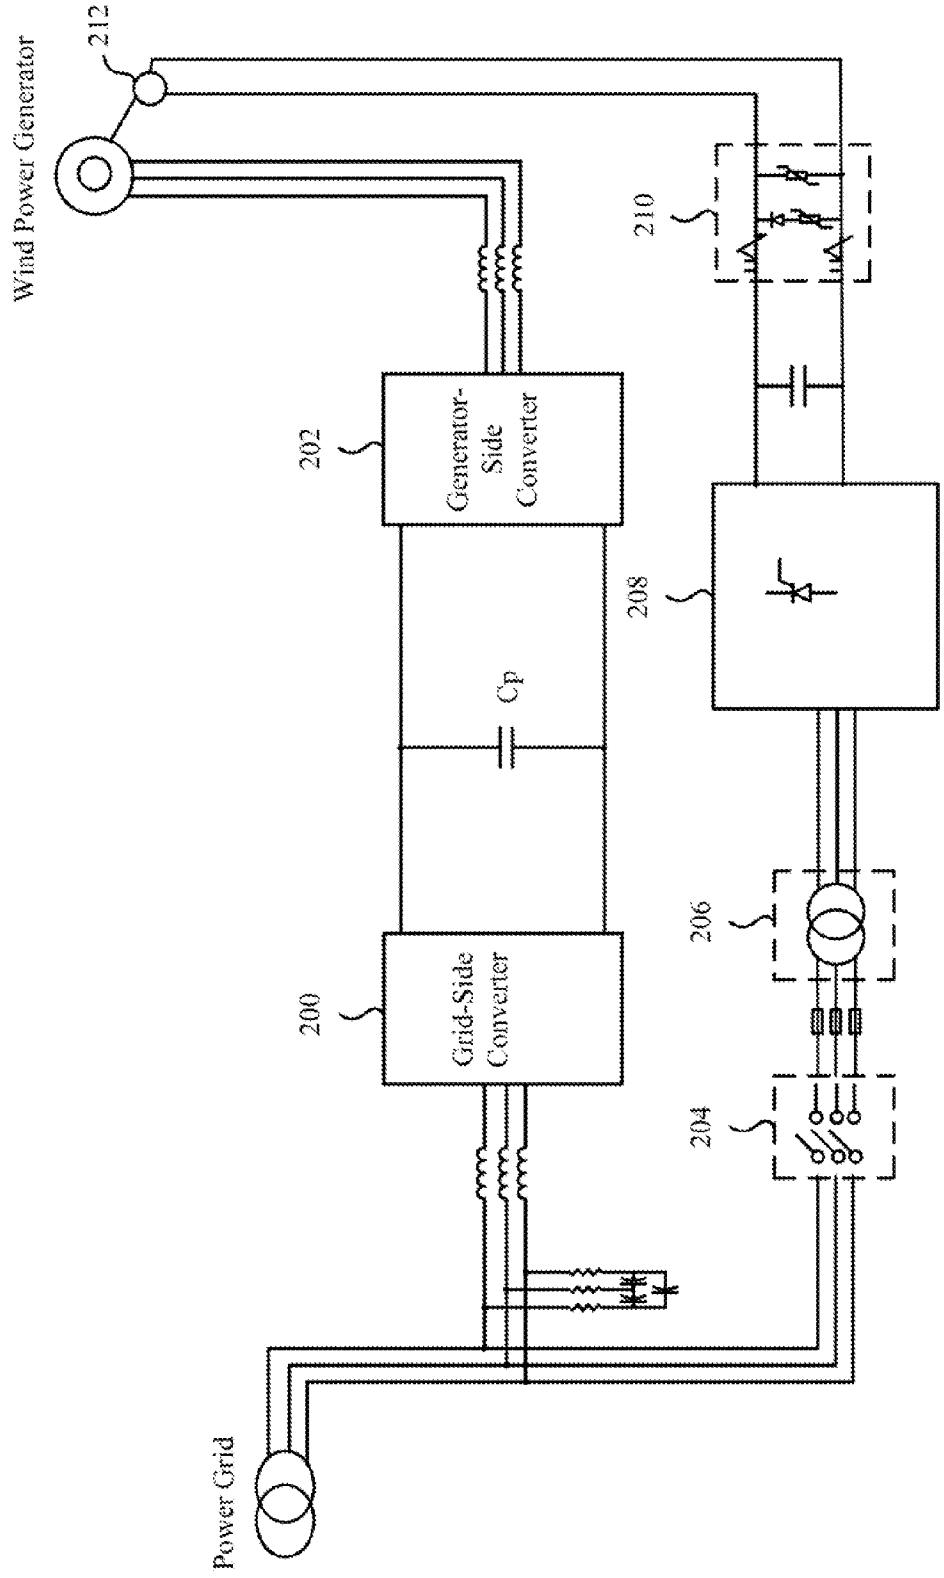 Power Grid
200
Grid-Side
Converter
Cp
202
Generator-
Side
Converter
Wind Power Generator
212
204
206
208
210